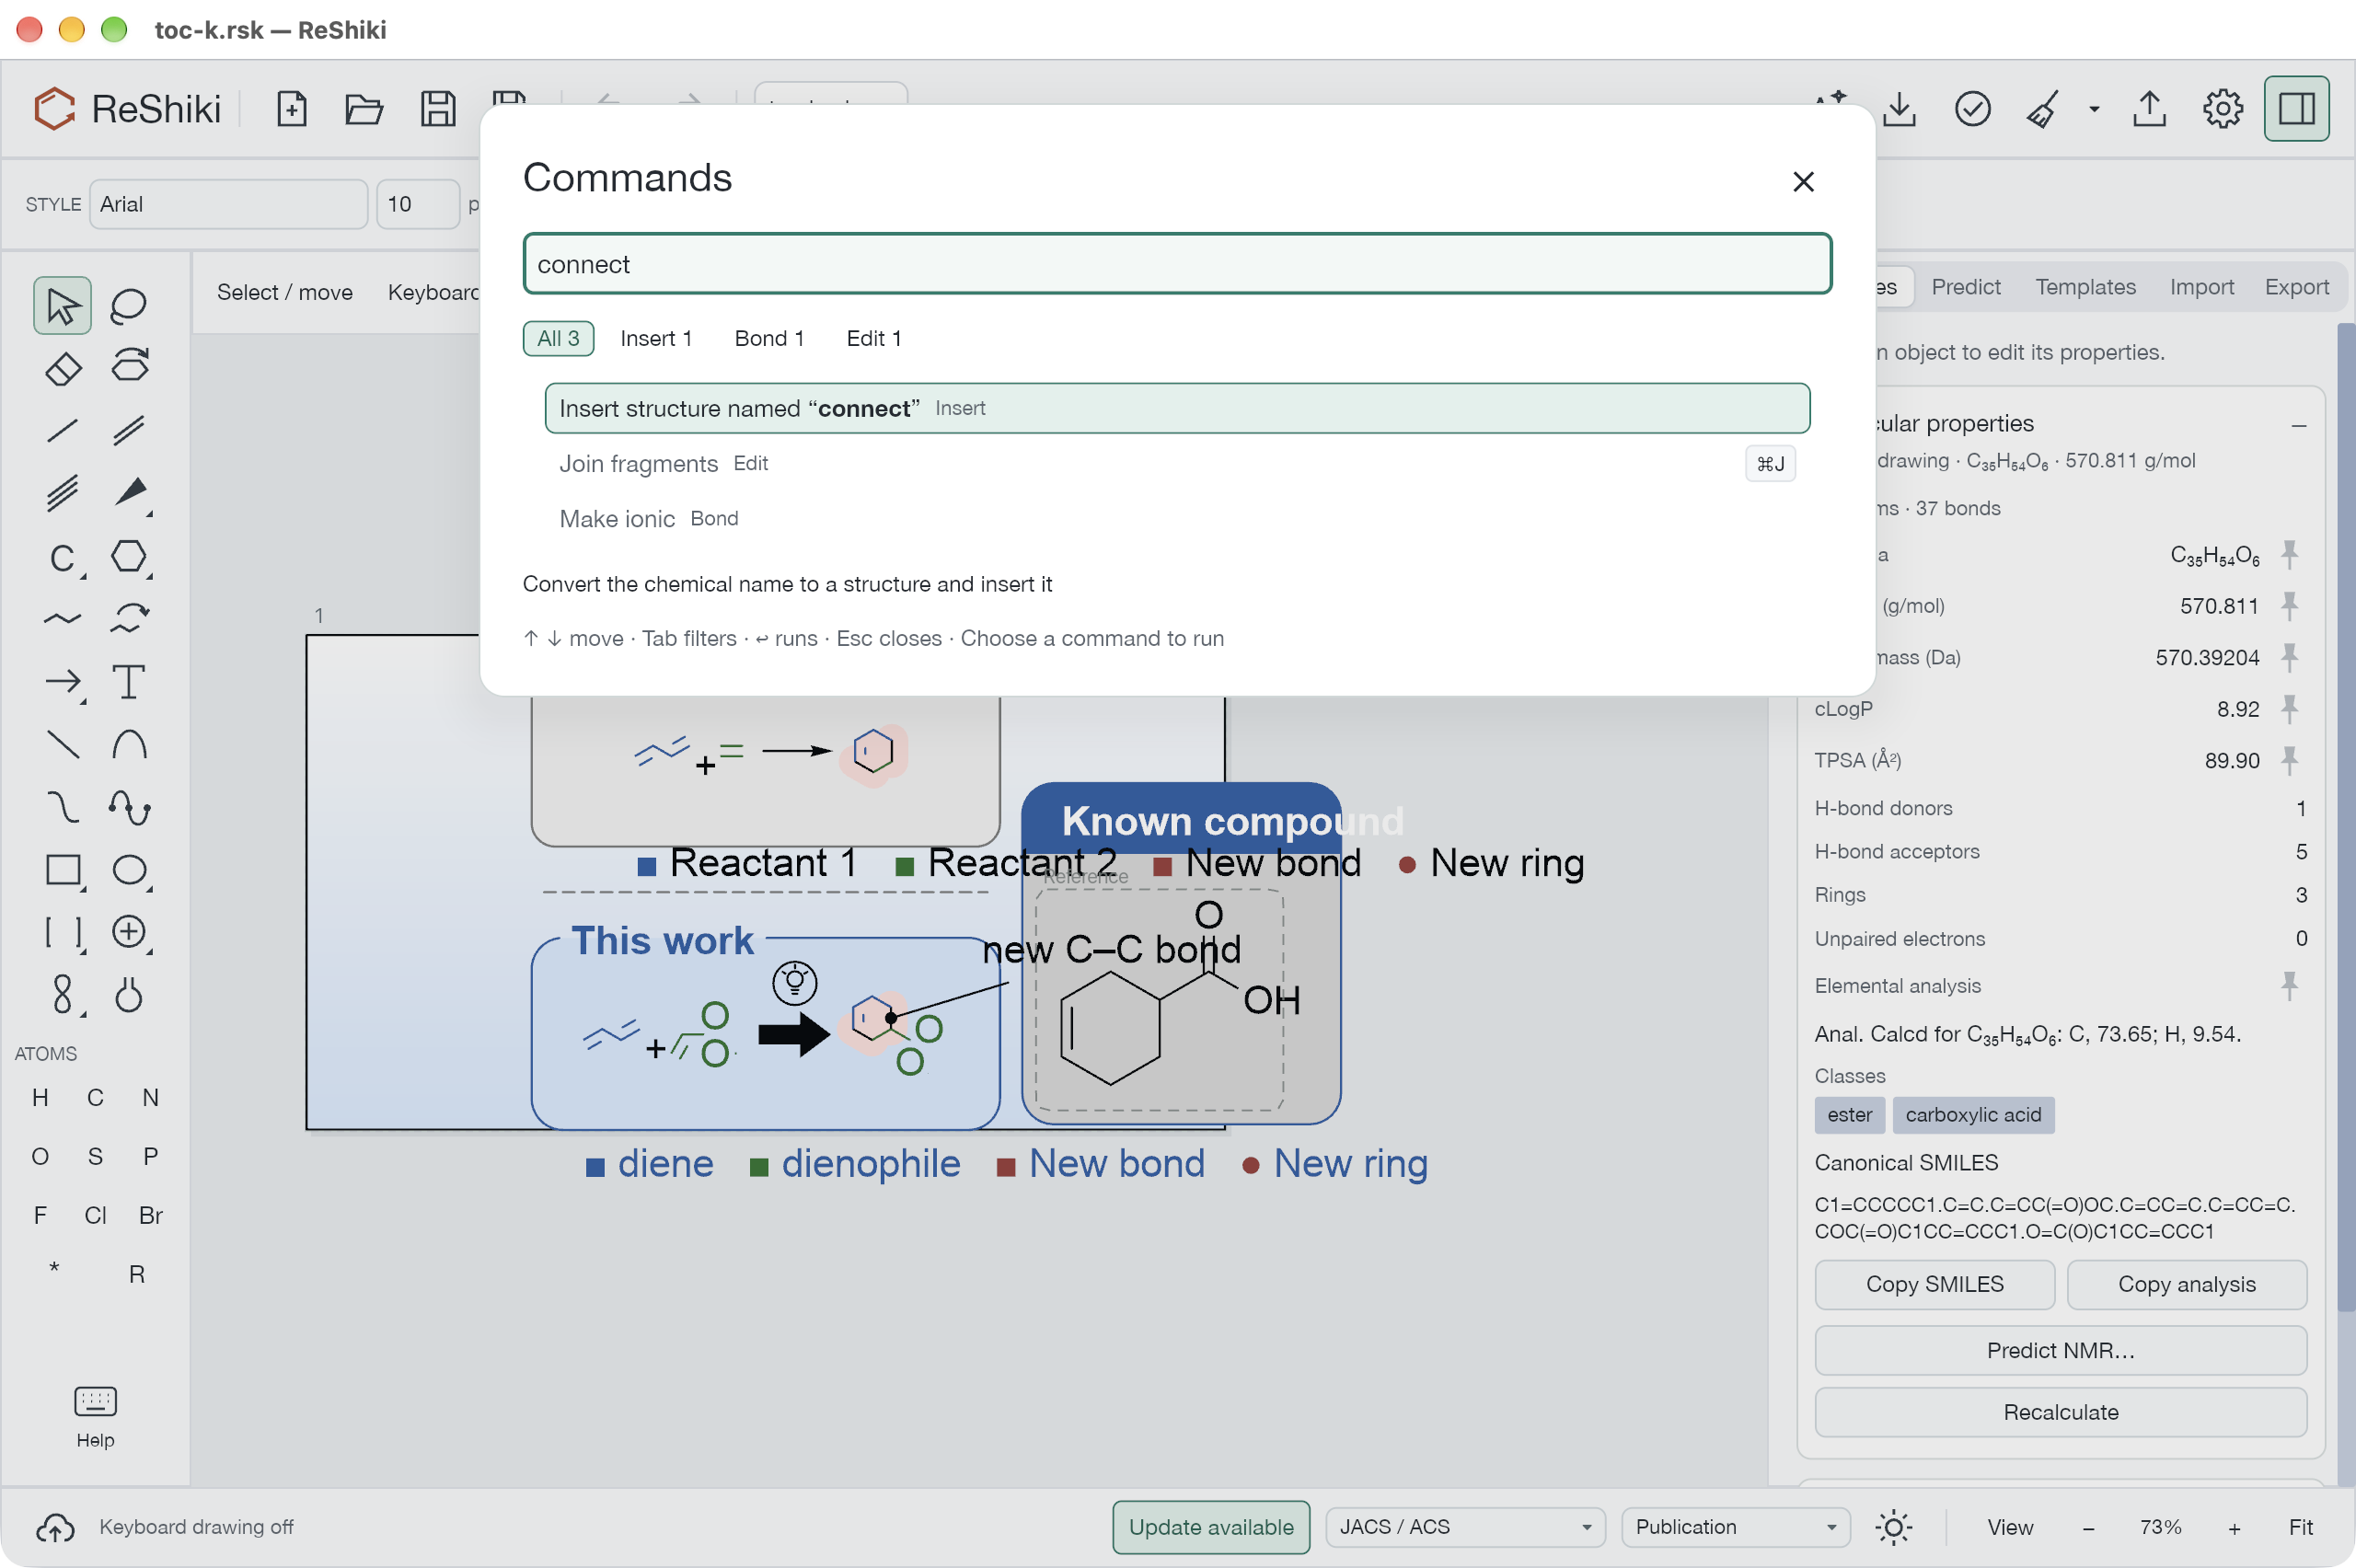 toc-k.rsk — ReShiki
ReShiki
STYLE Arial 10
Select / move
Commands
connect
All 3 Insert 1 Bond 1 Edit 1
Insert structure named “connect” Insert
Join fragments Edit ⌘J
Make ionic Bond
Convert the chemical name to a structure and insert it
↑ ↓ move · Tab filters · ↩ runs · Esc closes · Choose a command to run
Predict Templates Import Export
object to edit its properties.
properties
drawing · C₃₅H₅₄O₆ · 570.811 g/mol
· 37 bonds
C₃₅H₅₄O₆
(g/mol) 570.811
mass (Da) 570.39204
cLogP 8.92
TPSA (Å²) 89.90
H-bond donors 1
H-bond acceptors 5
Rings 3
Unpaired electrons 0
Elemental analysis
Anal. Calcd for C₃₅H₅₄O₆: C, 73.65; H, 9.54.
Classes
ester carboxylic acid
Canonical SMILES
C1=CCCCC1.C=C.C=CC(=O)OC.C=CC=C.C=CC=C.
COC(=O)C1CC=CCC1.O=C(O)C1CC=CCC1
Copy SMILES Copy analysis
Predict NMR…
Recalculate
C
T
ATOMS
H C N
O S P
F Cl Br
* R
Help
1
+
Known compound
Reactant 1 Reactant 2 New bond New ring
Reference
This work
new C–C bond
O
OH
+ O O
O O
diene dienophile New bond New ring
Keyboard drawing off
Update available
JACS / ACS
Publication
View − 73% + Fit